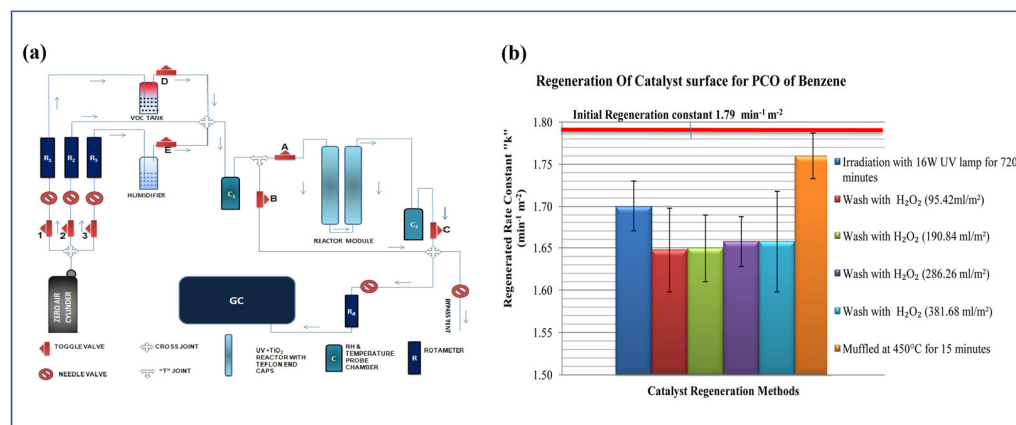 (a)
D
VOC TANK
R₁
R₂
R₃
E
A
HUMIDIFIER
C₁
B
REACTOR MODULE
C₂
C
1
2
3
ZERO AIR
CYLINDER
GC
R₄
BYPASS VENT
TOGGLE VALVE
NEEDLE VALVE
CROSS JOINT
"T" JOINT
UV +TiO₂
REACTOR WITH
TEFLON END
CAPS
C
RH &
TEMPERATURE
PROBE
CHAMBER
R
ROTAMETER
(b)
Regeneration Of Catalyst surface for PCO of Benzene
Initial Regeneration constant 1.79 min⁻¹ m⁻²
Regenerated Rate Constant "k"
(min⁻¹ m⁻²)
1.80
1.75
1.70
1.65
1.60
1.55
1.50
Catalyst Regeneration Methods
Irradiation with 16W UV lamp for 720
minutes
Wash with H₂O₂ (95.42ml/m²)
Wash with H₂O₂ (190.84 ml/m²)
Wash with H₂O₂ (286.26 ml/m²)
Wash with H₂O₂ (381.68 ml/m²)
Muffled at 450°C for 15 minutes